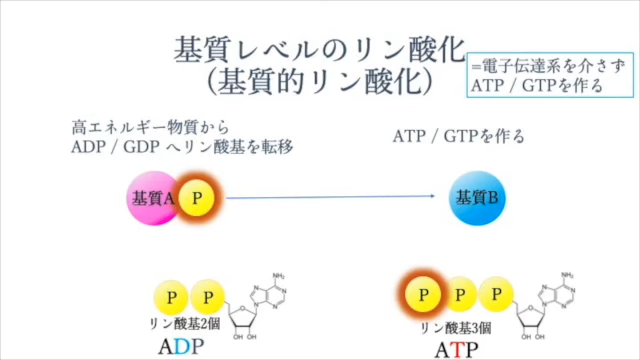 基質レベルのリン酸化
（基質的リン酸化）
=電子伝達系を介さず
ATP / GTPを作る
高エネルギー物質から
ADP / GDP へリン酸基を転移
ATP / GTPを作る
基質A
P
基質B
P P
リン酸基2個
ADP
NH₂
N
N
N
N
O
OH OH
P P P
リン酸基3個
ATP
NH₂
N
N
N
N
O
OH OH